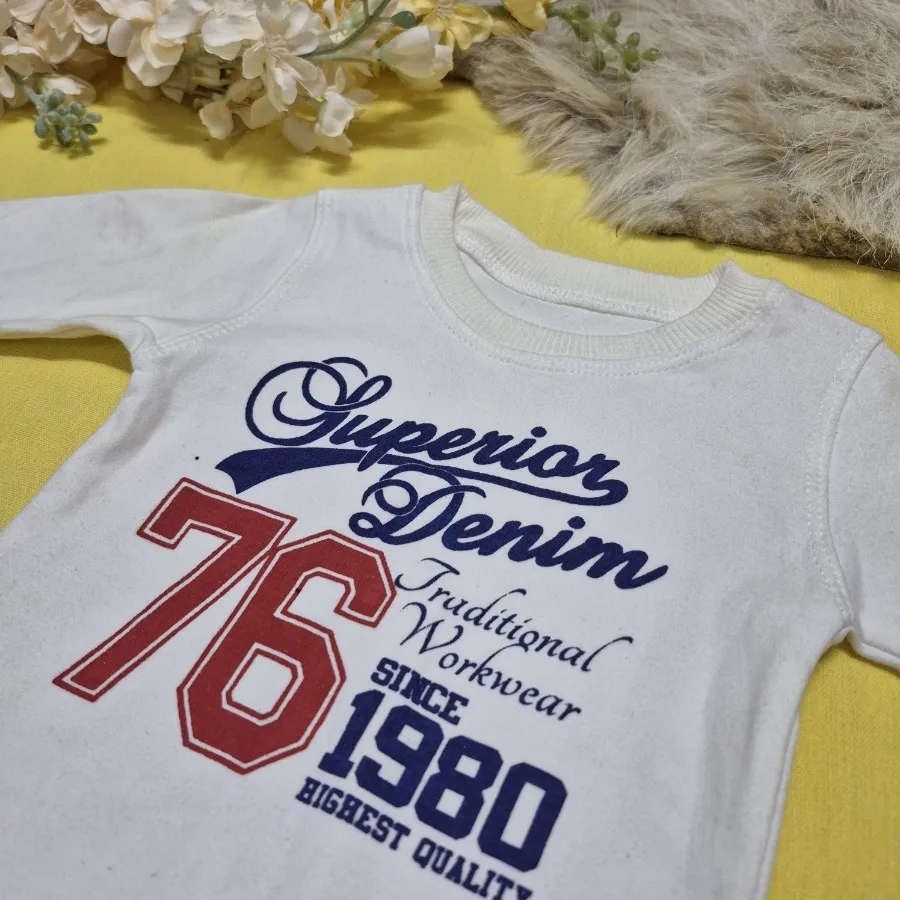 Superior
Denim
76
Traditional
Workwear
SINCE
1980
HIGHEST QUALITY